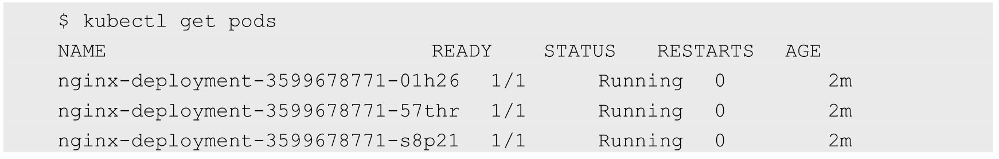 $ kubectl get pods
NAME                           READY    STATUS   RESTARTS  AGE
nginx-deployment-3599678771-01h26  1/1      Running  0        2m
nginx-deployment-3599678771-57thr  1/1      Running  0        2m
nginx-deployment-3599678771-s8p21  1/1      Running  0        2m